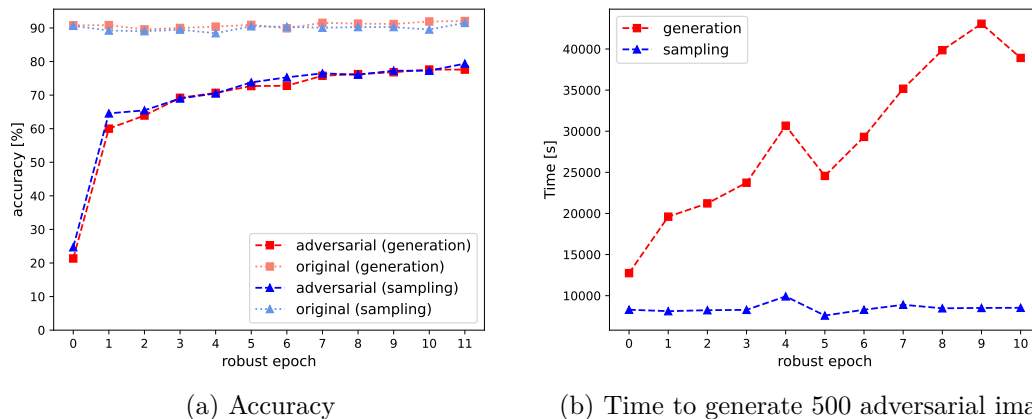 90
80
70
60
50
40
30
20
10
0
accuracy [%]
adversarial (generation)
original (generation)
adversarial (sampling)
original (sampling)
0 1 2 3 4 5 6 7 8 9 10 11
robust epoch
(a) Accuracy
generation
sampling
40000
35000
30000
25000
20000
15000
10000
Time [s]
0 1 2 3 4 5 6 7 8 9 10
robust epoch
(b) Time to generate 500 adversarial ima